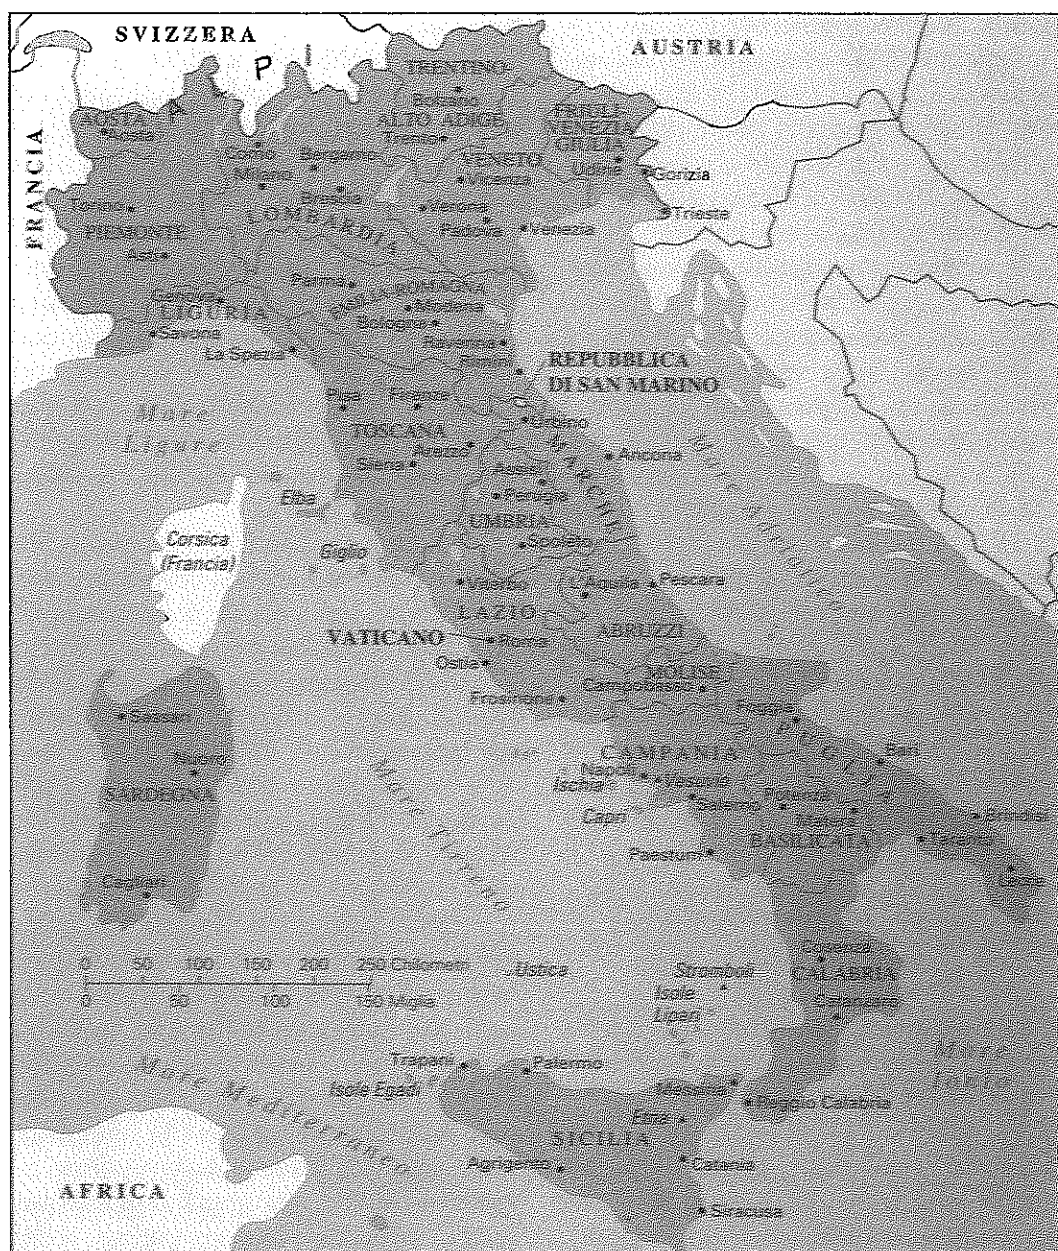 SVIZZERA
P I
AUSTRIA
FRANCIA
TRENTINO
Bolzano
ALTO ADIGE
Trento
AOSTA
Aosta
FRIULI
VENEZIA
GIULIA
Udine
Gorizia
Trieste
Como
Bergamo
Milano
Brescia
VENETO
Vicenza
Verona
Padova
Venezia
LOMBARDIA
Torino
PIEMONTE
Asti
Genova
LIGURIA
Savona
La Spezia
Parma
Modena
Bologna
Ravenna
Rimini
REPUBBLICA
DI SAN MARINO
Mare
Ligure
Pisa
Firenze
Urbino
TOSCANA
Arezzo
Siena
Ancona
Assisi
Perugia
Elba
UMBRIA
Spoleto
Corsica
(Francia)
Giglio
Viterbo
L'Aquila
Pescara
LAZIO
ABRUZZI
VATICANO
Roma
Ostia
MOLISE
Campobasso
Frosinone
Foggia
Sassari
Nuoro
SARDEGNA
Cagliari
CAMPANIA
Bari
Napoli
Vesuvio
Ischia
Capri
Salerno
Potenza
Matera
Brindisi
BASILICATA
Taranto
Paestum
Lecce
Cosenza
CALABRIA
Catanzaro
0 50 100 150 200 250 Chilometri
0 50 100 150 Miglia
Ustica
Stromboli
Isole
Lipari
Mare Mediterraneo
Trapani
Palermo
Isole Egadi
Messina
Reggio Calabria
Etna
SICILIA
Agrigento
Catania
Siracusa
Mare
AFRICA